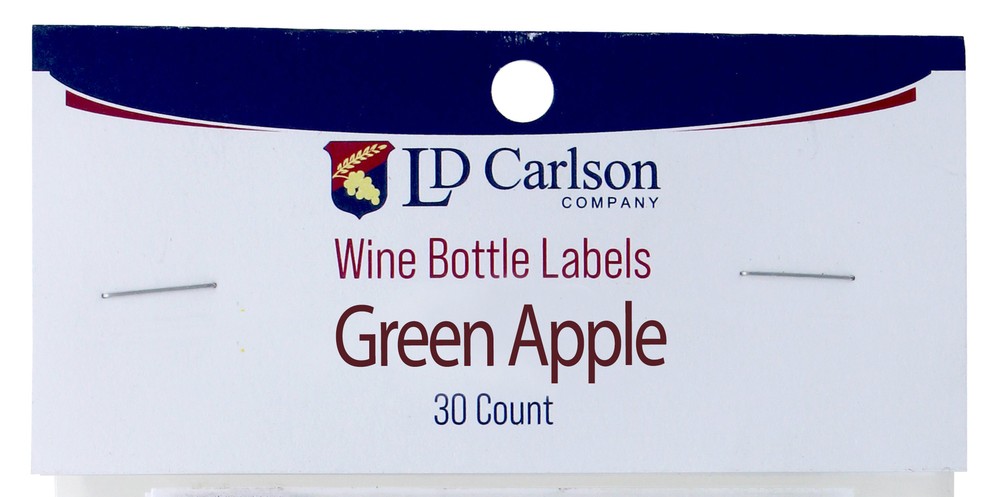 LD Carlson
COMPANY
Wine Bottle Labels
Green Apple
30 Count